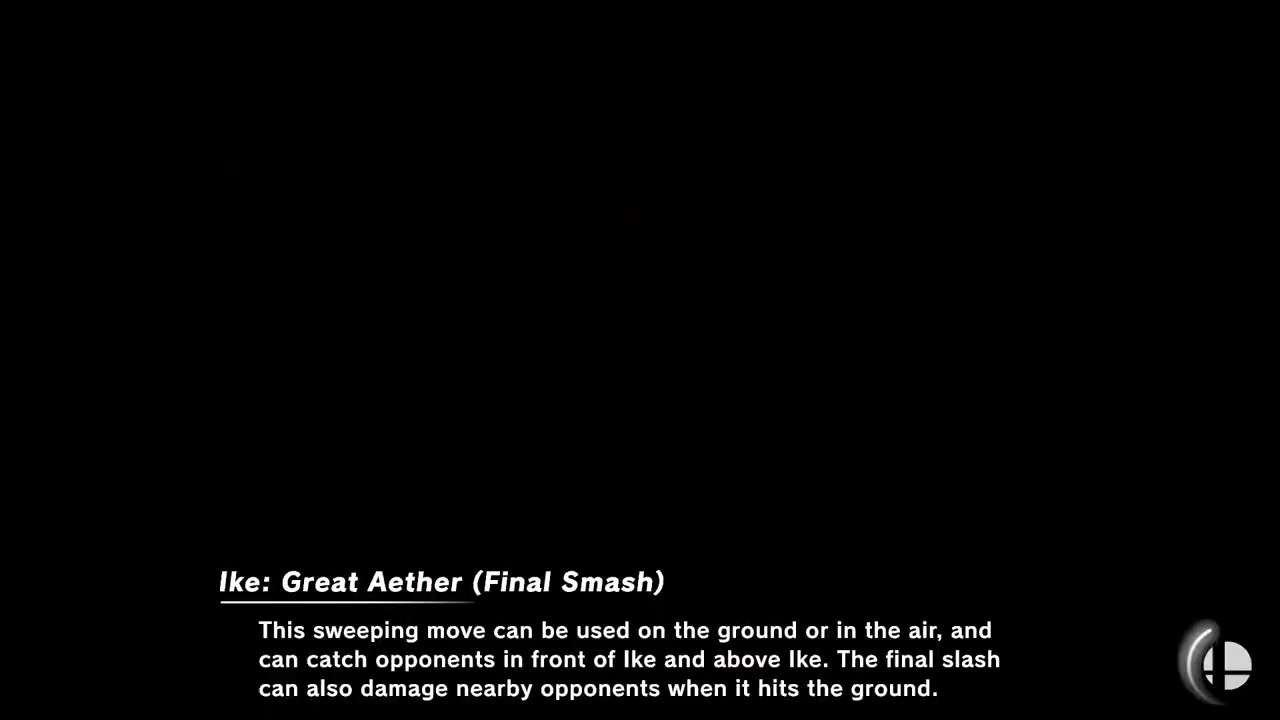 Ike: Great Aether (Final Smash)
This sweeping move can be used on the ground or in the air, and
can catch opponents in front of Ike and above Ike. The final slash
can also damage nearby opponents when it hits the ground.